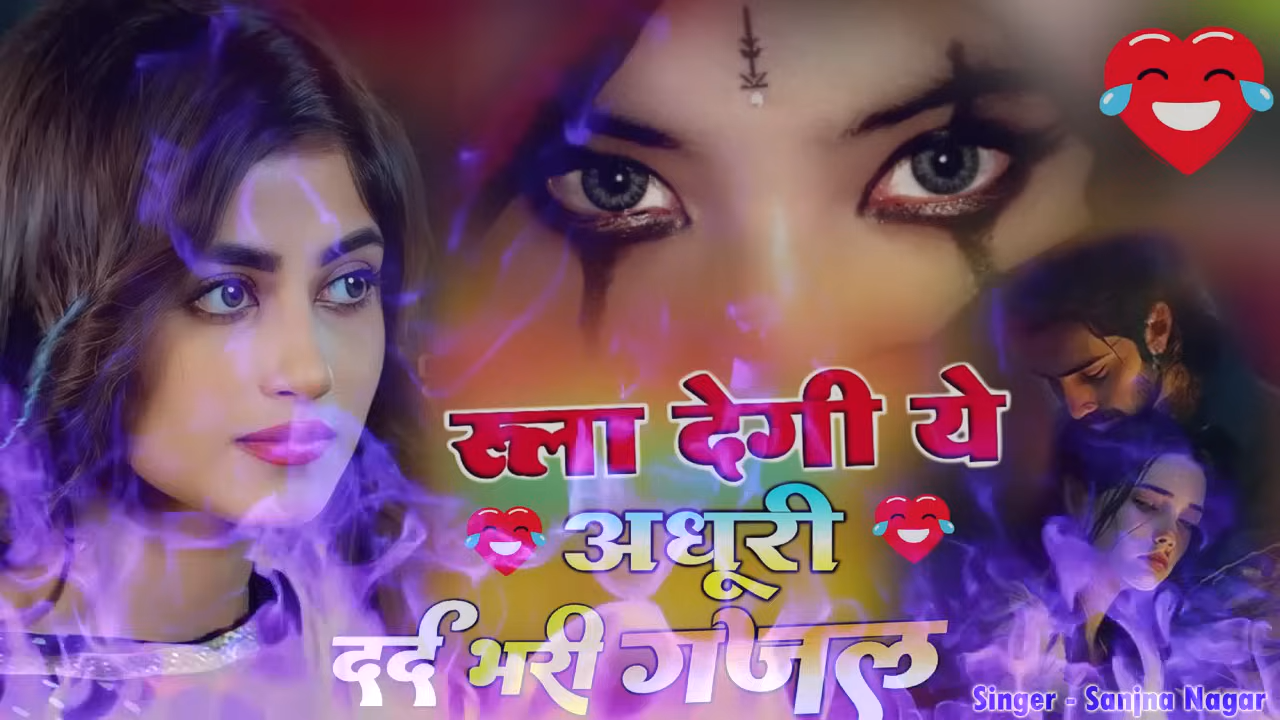 रुला देगी ये
अधूरी
दर्द भरी गजल
Singer - Sanjna Nagar